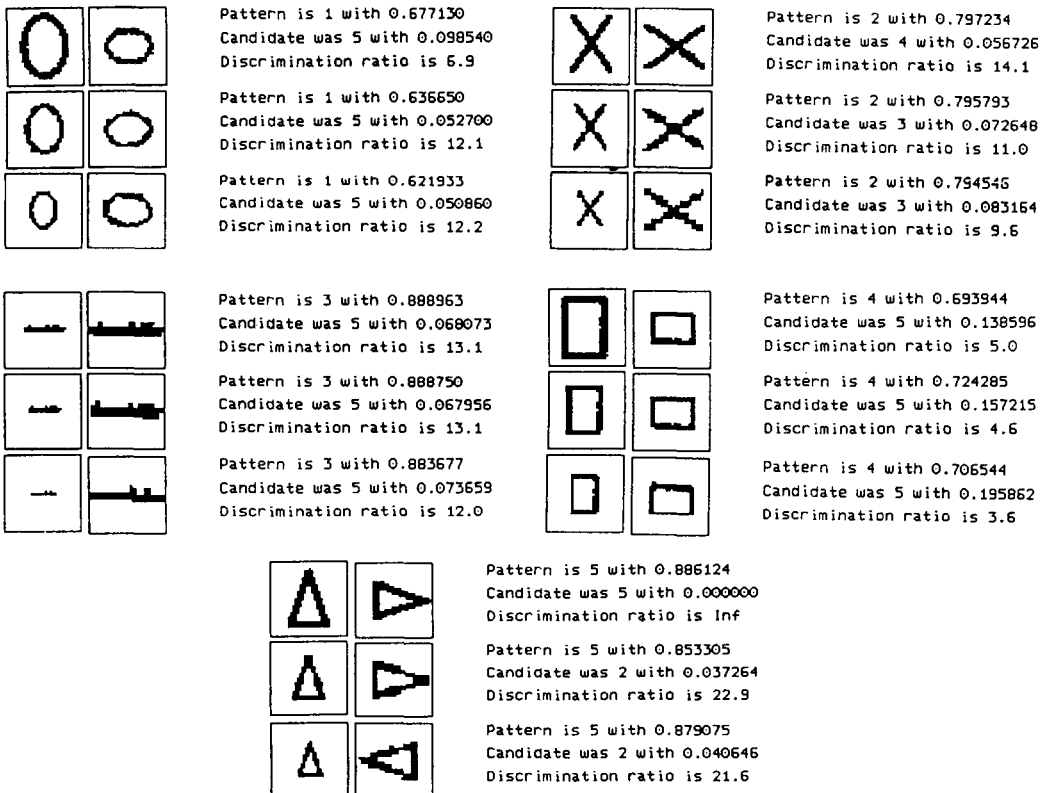 Pattern is 1 with 0.677130
Candidate was 5 with 0.098540
Discrimination ratio is 6.9
Pattern is 1 with 0.636650
Candidate was 5 with 0.052700
Discrimination ratio is 12.1
Pattern is 1 with 0.621933
Candidate was 5 with 0.050860
Discrimination ratio is 12.2
Pattern is 2 with 0.797234
Candidate was 4 with 0.056726
Discrimination ratio is 14.1
Pattern is 2 with 0.795793
Candidate was 3 with 0.072648
Discrimination ratio is 11.0
Pattern is 2 with 0.794546
Candidate was 3 with 0.083164
Discrimination ratio is 9.6
Pattern is 3 with 0.888963
Candidate was 5 with 0.068073
Discrimination ratio is 13.1
Pattern is 3 with 0.888750
Candidate was 5 with 0.067956
Discrimination ratio is 13.1
Pattern is 3 with 0.883677
Candidate was 5 with 0.073659
Discrimination ratio is 12.0
Pattern is 4 with 0.693944
Candidate was 5 with 0.138596
Discrimination ratio is 5.0
Pattern is 4 with 0.724285
Candidate was 5 with 0.157215
Discrimination ratio is 4.6
Pattern is 4 with 0.706544
Candidate was 5 with 0.195862
Discrimination ratio is 3.6
Pattern is 5 with 0.886124
Candidate was 5 with 0.000000
Discrimination ratio is Inf
Pattern is 5 with 0.853305
Candidate was 2 with 0.037264
Discrimination ratio is 22.9
Pattern is 5 with 0.879075
Candidate was 2 with 0.040646
Discrimination ratio is 21.6